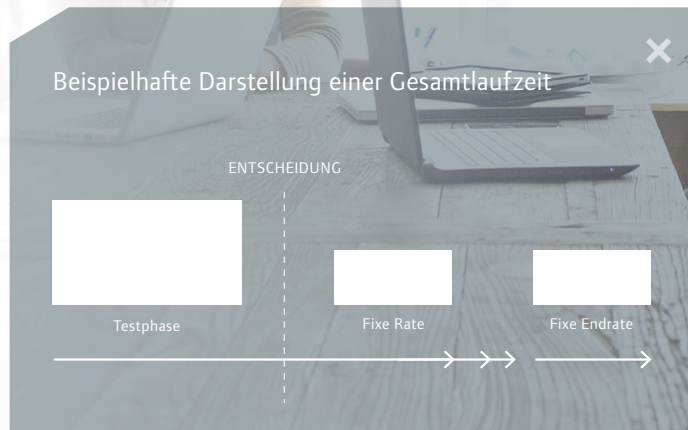 Beispielhafte Darstellung einer Gesamtlaufzeit
ENTSCHEIDUNG
Testphase
Fixe Rate
Fixe Endrate